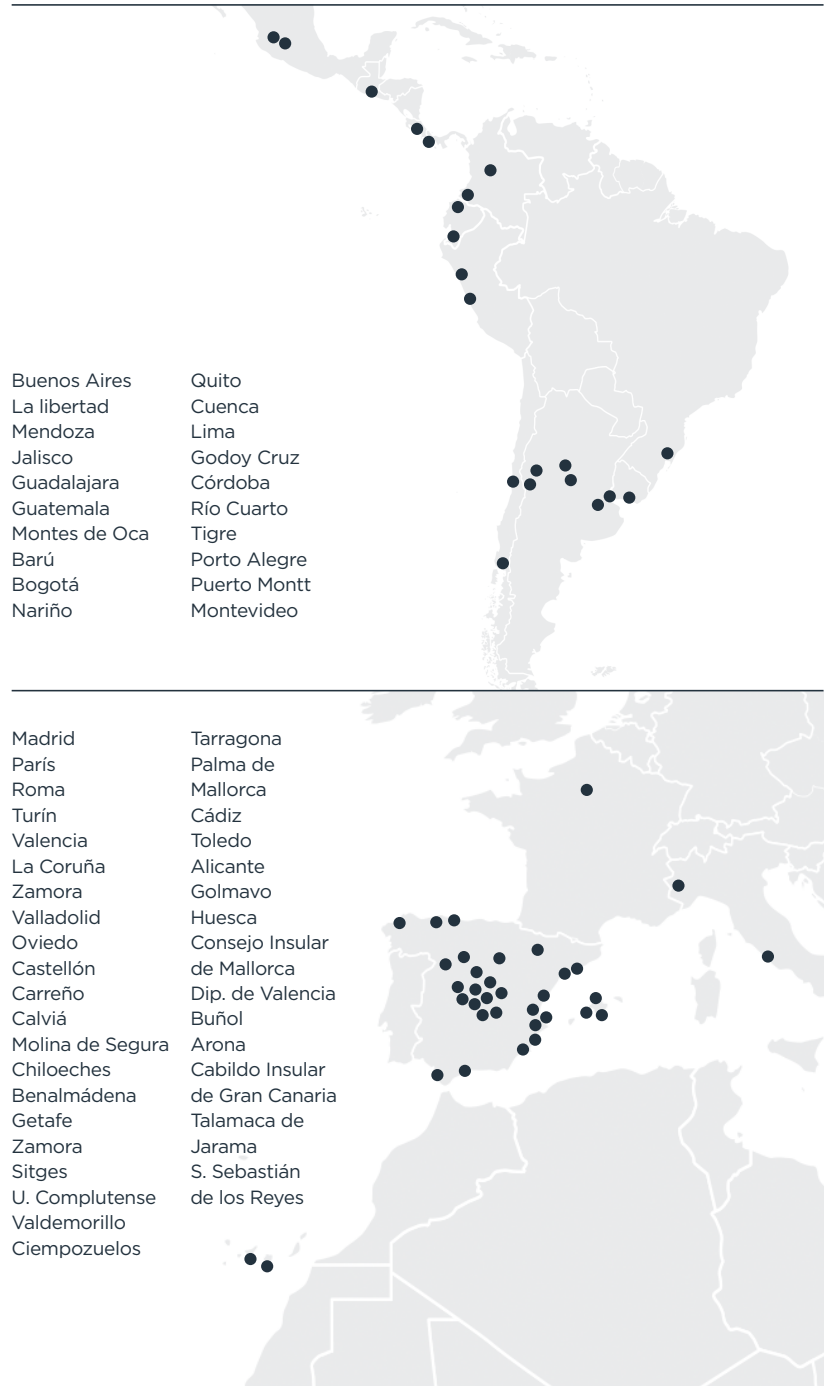 Buenos Aires
La libertad
Mendoza
Jalisco
Guadalajara
Guatemala
Montes de Oca
Barú
Bogotá
Nariño
Quito
Cuenca
Lima
Godoy Cruz
Córdoba
Río Cuarto
Tigre
Porto Alegre
Puerto Montt
Montevideo
Madrid
París
Roma
Turín
Valencia
La Coruña
Zamora
Valladolid
Oviedo
Castellón
Carreño
Calviá
Molina de Segura
Chiloeches
Benalmádena
Getafe
Zamora
Sitges
U. Complutense
Valdemorillo
Ciempozuelos
Tarragona
Palma de
Mallorca
Cádiz
Toledo
Alicante
Golmavo
Huesca
Consejo Insular
de Mallorca
Dip. de Valencia
Buñol
Arona
Cabildo Insular
de Gran Canaria
Talamaca de
Jarama
S. Sebastián
de los Reyes